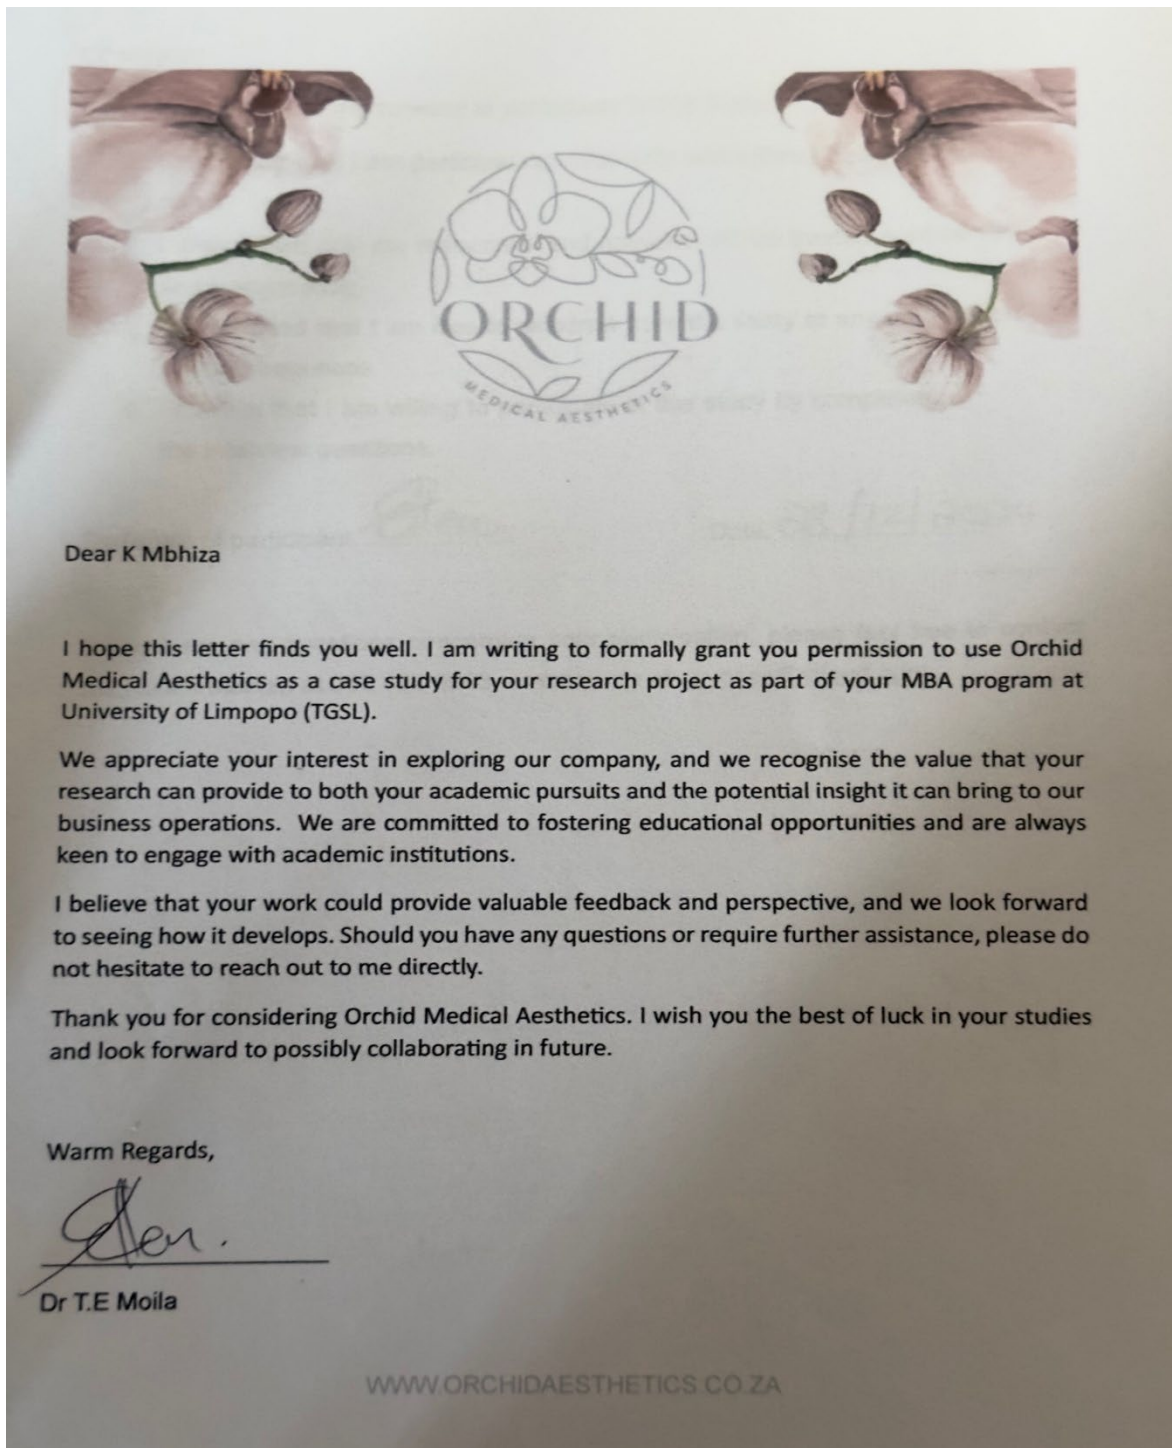 ORCHID
MEDICAL AESTHETICS
Dear K Mbhiza
I hope this letter finds you well. I am writing to formally grant you permission to use Orchid
Medical Aesthetics as a case study for your research project as part of your MBA program at
University of Limpopo (TGSL).
We appreciate your interest in exploring our company, and we recognise the value that your
research can provide to both your academic pursuits and the potential insight it can bring to our
business operations.  We are committed to fostering educational opportunities and are always
keen to engage with academic institutions.
I believe that your work could provide valuable feedback and perspective, and we look forward
to seeing how it develops. Should you have any questions or require further assistance, please do
not hesitate to reach out to me directly.
Thank you for considering Orchid Medical Aesthetics. I wish you the best of luck in your studies
and look forward to possibly collaborating in future.
Warm Regards,
Dr T.E Moila
WWW.ORCHIDAESTHETICS.CO.ZA